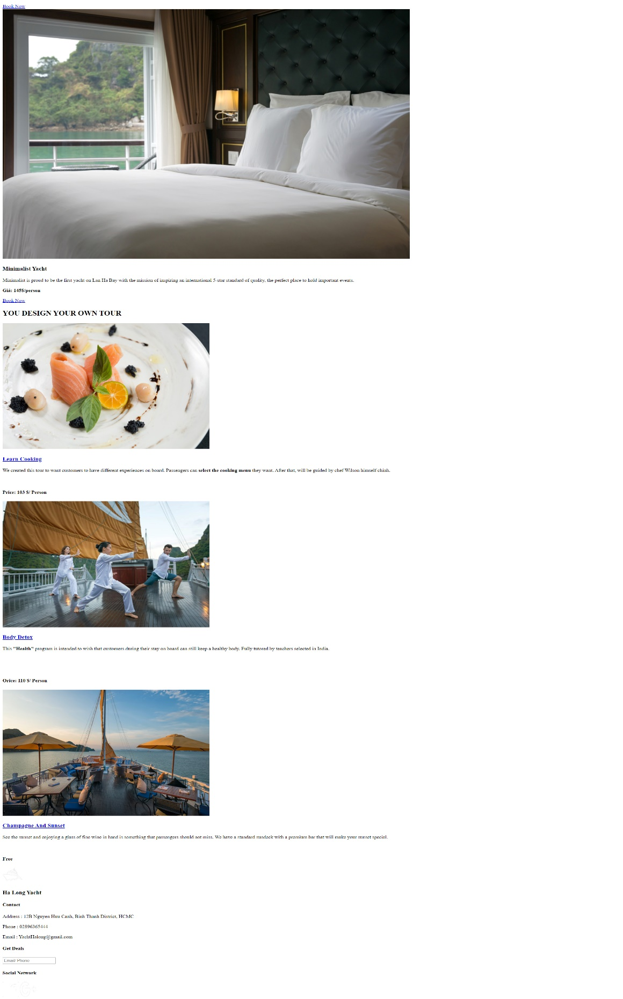 Book Now
Minimalist Yacht
Minimalist is proud to be the first yacht on Lan Ha Bay with the mission of inspiring an international 5-star standard of quality, the perfect place to hold important events.
Giá: 145$/person
Book Now
YOU DESIGN YOUR OWN TOUR
Learn Cooking
We created this tour to want customers to have different experiences on board. Passengers can select the cooking menu they want. After that, will be guided by chef Wilson himself chính.
Price: 103 $/ Person
Body Detox
This "Health" program is intended to wish that customers during their stay on board can still keep a healthy body. Fully tutored by teachers selected in India.
Orice: 110 $/ Person
Champagne And Sunset
See the sunset and enjoying a glass of fine wine in hand is something that passengers should not miss. We have a standard sundeck with a premium bar that will make your sunset special.
Free
Ha Long Yacht
Contact
Address : 12B Nguyen Huu Canh, Binh Thanh District, HCMC
Phone : 02896365444
Email : YachtHalong@gmail.com
Get Deals
Email/ Phone
Social Network